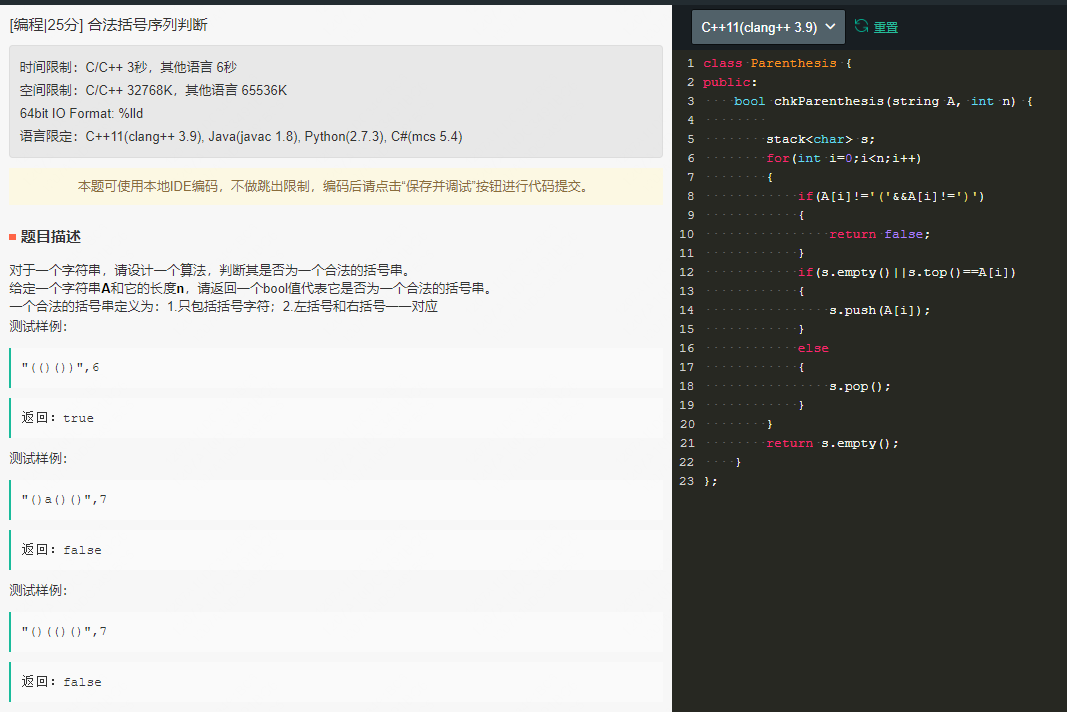 [编程|25分] 合法括号序列判断
时间限制：C/C++ 3秒，其他语言 6秒
空间限制：C/C++ 32768K，其他语言 65536K
64bit IO Format: %lld
语言限定：C++11(clang++ 3.9), Java(javac 1.8), Python(2.7.3), C#(mcs 5.4)
本题可使用本地IDE编码，不做跳出限制，编码后请点击“保存并调试”按钮进行代码提交。
题目描述
对于一个字符串，请设计一个算法，判断其是否为一个合法的括号串。
给定一个字符串A和它的长度n，请返回一个bool值代表它是否为一个合法的括号串。
一个合法的括号串定义为：1.只包括括号字符；2.左括号和右括号一一对应
测试样例：
"(()())",6
返回：true
测试样例：
"()a()()",7
返回：false
测试样例：
"()(()()",7
返回：false
C++11(clang++ 3.9)
重置
1 class Parenthesis {
2 public:
3     bool chkParenthesis(string A, int n) {
4
5         stack<char> s;
6         for(int i=0;i<n;i++)
7         {
8             if(A[i]!='('&&A[i]!=')')
9             {
10                 return false;
11             }
12             if(s.empty()||s.top()==A[i])
13             {
14                 s.push(A[i]);
15             }
16             else
17             {
18                 s.pop();
19             }
20         }
21         return s.empty();
22     }
23 };